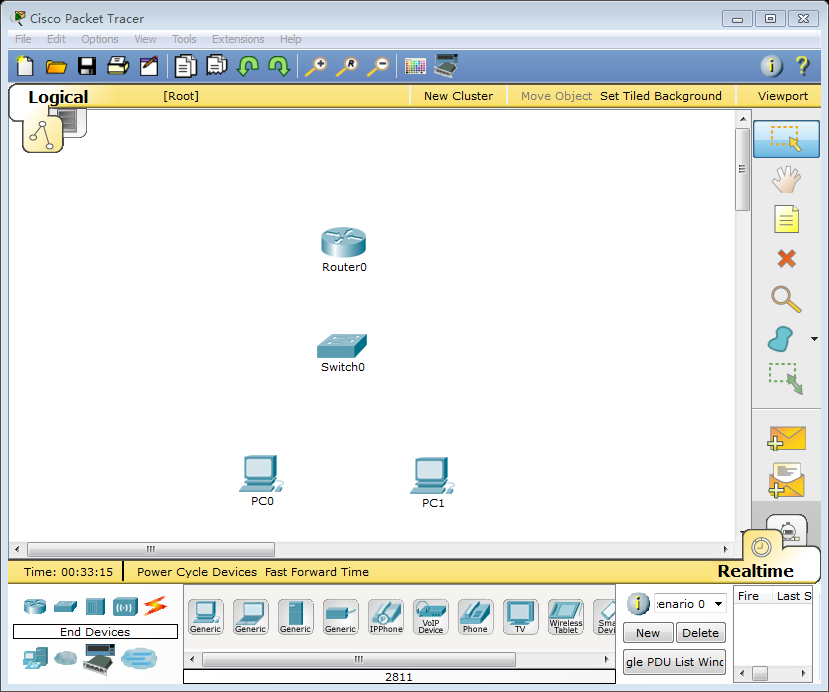 Cisco Packet Tracer
File Edit Options View Tools Extensions Help
Logical [Root] New Cluster Move Object Set Tiled Background Viewport
Router0
Switch0
PC0
PC1
Time: 00:33:15 Power Cycle Devices Fast Forward Time Realtime
End Devices
Generic Generic Generic Generic IPPhone VoIP Device Phone TV Wireless Tablet Sma Devi
2811
enario 0
New Delete
gle PDU List Winc
Fire Last S